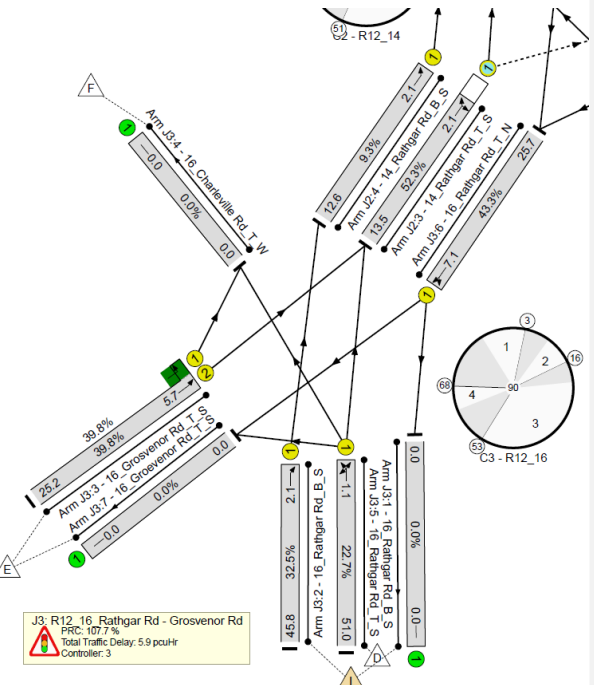 51
C2 - R12_14
F
1
Arm J3:4 - 16_Charleville Rd_T_W
0.0
0.0%
0.0
1
2.1
9.3%
12.6
Arm J2:4 - 14_Rathgar Rd_B_S
1
2.1
52.3%
13.5
Arm J2:3 - 14_Rathgar Rd_T_S
25.7
43.3%
7.1
Arm J3:6 - 16_Rathgar Rd_T_N
1
3
16
53
68
90
1
2
3
4
C3 - R12_16
1
2
5.7
39.8%
39.8%
25.2
Arm J3:3 - 16_Grosvenor Rd_T_S
Arm J3:7 - 16_Groevenor Rd_T_S
0.0
0.0%
0.0
1
E
1
2.1
32.5%
45.8
Arm J3:2 - 16_Rathgar Rd_B_S
1
1.1
22.7%
51.0
Arm J3:5 - 16_Rathgar Rd_T_S
Arm J3:1 - 16_Rathgar Rd_B_S
0.0
0.0%
0.0
1
D
J3: R12_16_Rathgar Rd - Grosvenor Rd
PRC: 107.7 %
Total Traffic Delay: 5.9 pcuHr
Controller: 3